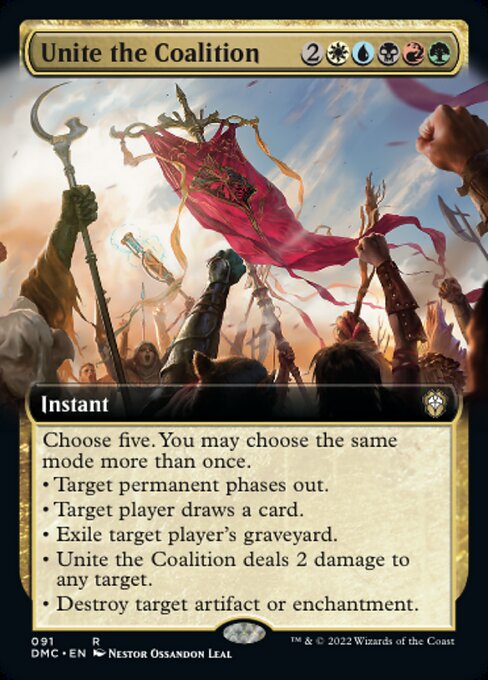 Unite the Coalition 2
Instant
Choose five. You may choose the same
mode more than once.
• Target permanent phases out.
• Target player draws a card.
• Exile target player's graveyard.
• Unite the Coalition deals 2 damage to
any target.
• Destroy target artifact or enchantment.
091 R
DMC • EN Nestor Ossandon Leal
™ & © 2022 Wizards of the Coast